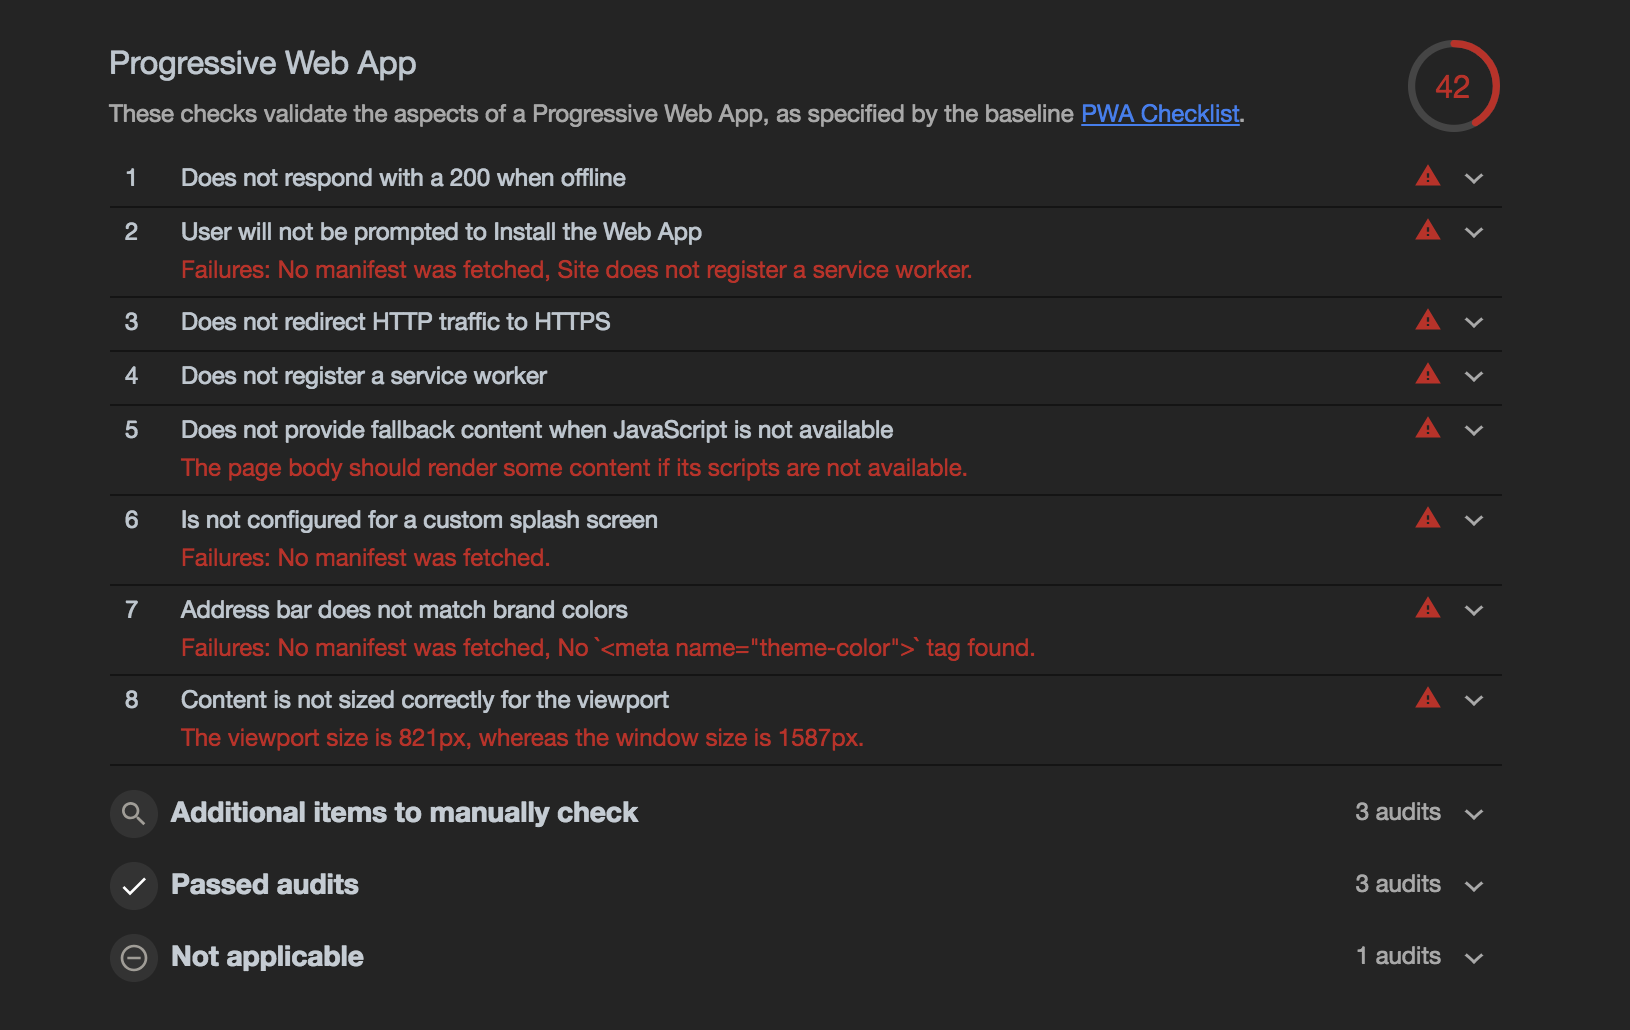 Progressive Web App
42
These checks validate the aspects of a Progressive Web App, as specified by the baseline PWA Checklist.
1 Does not respond with a 200 when offline
2 User will not be prompted to Install the Web App
Failures: No manifest was fetched, Site does not register a service worker.
3 Does not redirect HTTP traffic to HTTPS
4 Does not register a service worker
5 Does not provide fallback content when JavaScript is not available
The page body should render some content if its scripts are not available.
6 Is not configured for a custom splash screen
Failures: No manifest was fetched.
7 Address bar does not match brand colors
Failures: No manifest was fetched, No `<meta name="theme-color">` tag found.
8 Content is not sized correctly for the viewport
The viewport size is 821px, whereas the window size is 1587px.
Additional items to manually check 3 audits
Passed audits 3 audits
Not applicable 1 audits